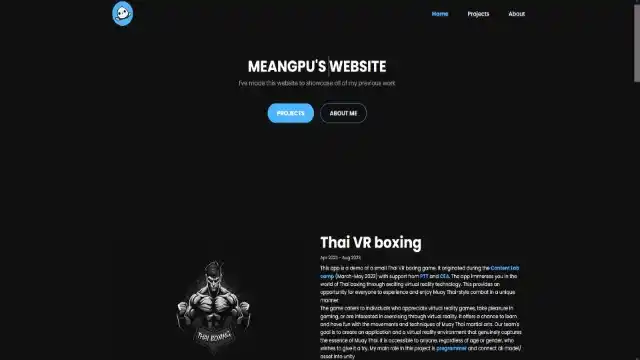 Home Projects About
MEANGPU'S WEBSITE
I've made this website to showcase all of my previous work
PROJECTS ABOUT ME
Thai VR boxing
Apr 2023 - Aug 2023
This app is a demo of a small Thai VR boxing game. It originated during the Content Lab
camp (March-May 2023) with support from PTT and CEA. The app immerses you in the
world of Thai boxing through exciting virtual reality technology. This provides an
opportunity for everyone to experience and enjoy Muay Thai-style combat in a unique
manner.
The game caters to individuals who appreciate virtual reality games, take pleasure in
gaming, or are interested in exercising through virtual reality. It offers a chance to learn
and have fun with the movements and techniques of Muay Thai martial arts. Our team's
goal is to create an application and a virtual reality environment that genuinely captures
the essence of Muay Thai. It is accessible to anyone, regardless of age or gender, who
wishes to give it a try. My main role in this project is programmer and connect all model/
asset into unity
THAI BOXING